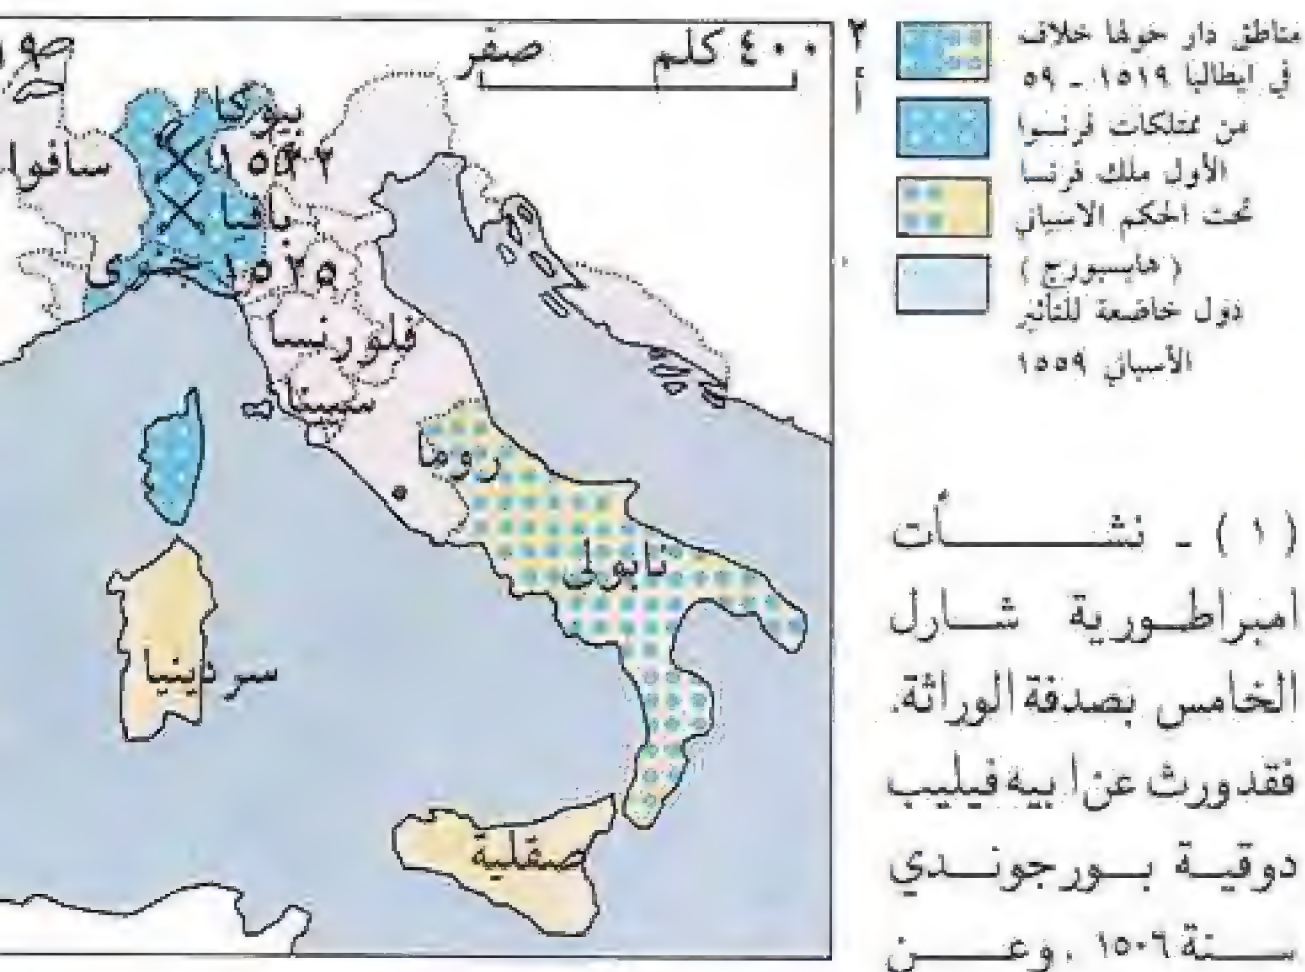 مناطق دار حولها خلاف
في ايطاليا ١٥١٩ - ٥٩
من ممتلكات فرنسوا
الأول ملك فرنسا
تحت الحكم الاسباني
( هابسبورج )
دول خاضعة للتأثير
الأسباني ١٥٥٩
٤٠٠ كلم
صفر
بيوكا
١٥٢٢
سافوا
بافيا
١٥٢٥
جنوى
فلورنسا
سيينا
روما
نابولي
سردينيا
صقلية
( ١ ) - نشأت
امبراطورية شارل
الخامس بصدفة الوراثة.
فقد ورث عن ابيه فيليب
دوقية بورجوندي
سنة ١٥٠٦ ، وعن